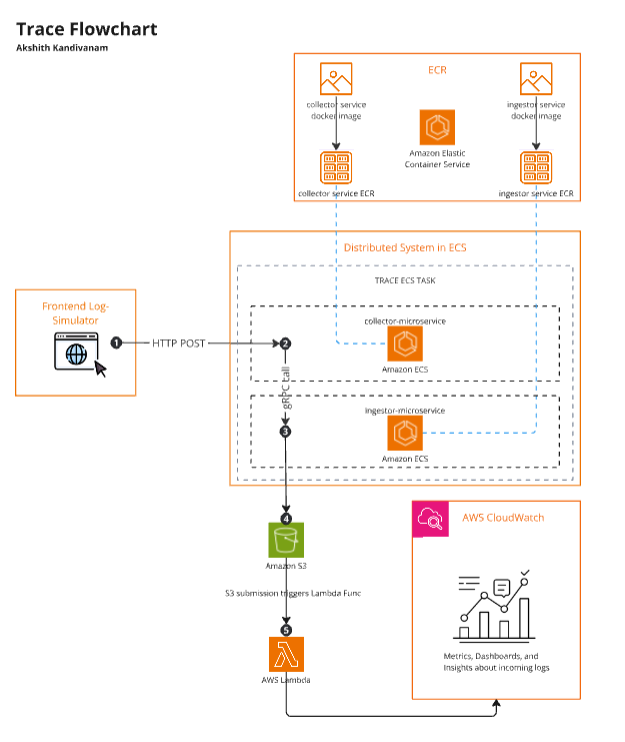 Trace Flowchart
Akshith Kandivanam
ECR
collector service
docker image
ingestor service
docker image
Amazon Elastic
Container Service
collector service ECR
ingestor service ECR
Distributed System in ECS
TRACE ECS TASK
Frontend Log-
Simulator
1
HTTP POST
2
collector-microservice
Amazon ECS
gRPC call
ingestor-microservice
3
Amazon ECS
4
Amazon S3
AWS CloudWatch
S3 submission triggers Lambda Func
5
AWS Lambda
Metrics, Dashboards, and
Insights about incoming logs